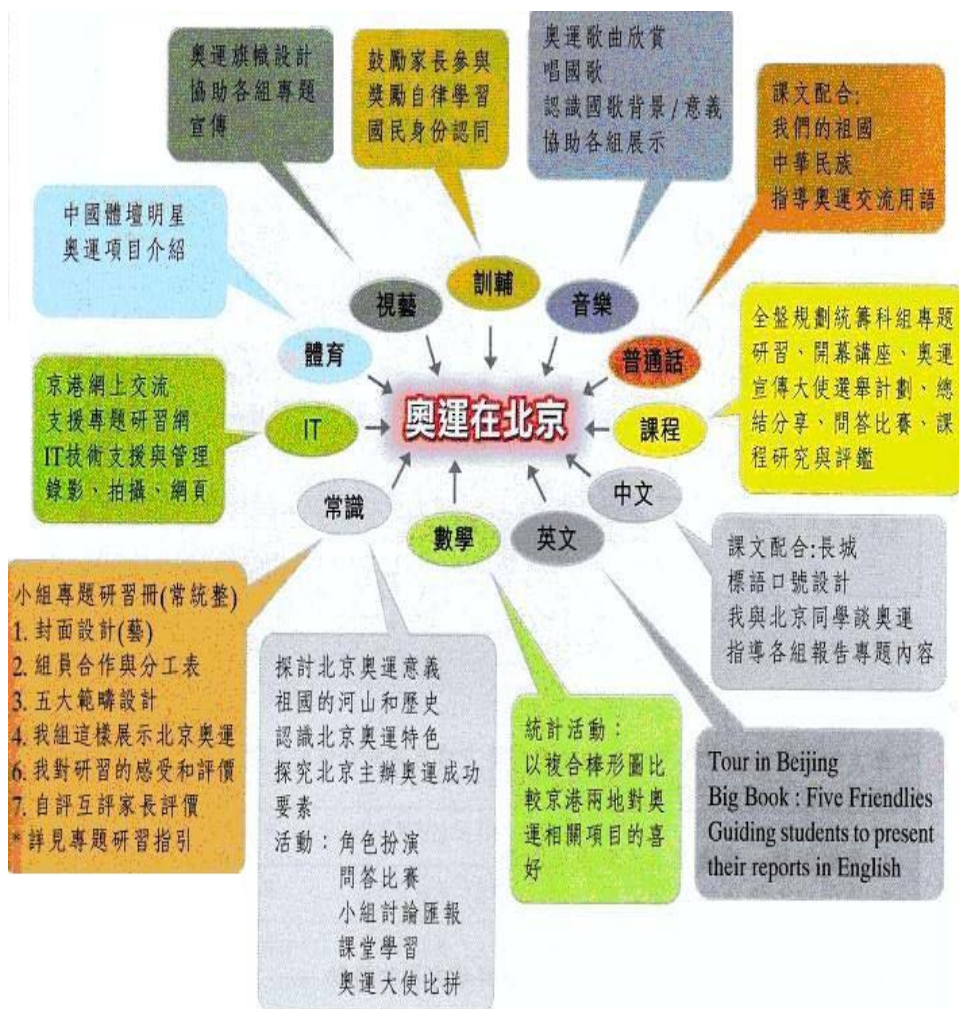 奧運旗幟設計
協助各組專題
宣傳
鼓勵家長參與
獎勵自律學習
國民身份認同
奧運歌曲欣賞
唱國歌
認識國歌背景/意義
協助各組展示
課文配合:
我們的祖國
中華民族
指導奧運交流用語
中國體壇明星
奧運項目介紹
視藝
訓輔
音樂
體育
普通話
全盤規劃統籌科組專題
研習、開幕講座、奧運
宣傳大使選舉計劃、總
結分享、問答比賽、課
程研究與評鑑
京港網上交流
支援專題研習網
IT技術支援與管理
錄影、拍攝、網頁
IT
奧運在北京
課程
常識
數學
英文
中文
課文配合:長城
標語口號設計
我與北京同學談奧運
指導各組報告專題內容
小組專題研習冊(常統整)
1. 封面設計(藝)
2. 組員合作與分工表
3. 五大範疇設計
4. 我組這樣展示北京奧運
6. 我對研習的感受和評價
7. 自評互評家長評價
* 詳見專題研習指引
探討北京奧運意義
祖國的河山和歷史
認識北京奧運特色
探究北京主辦奧運成功
要素
活動：角色扮演
問答比賽
小組討論匯報
課堂學習
奧運大使比拼
統計活動：
以複合棒形圖比
較京港兩地對奧
運相關項目的喜
好
Tour in Beijing
Big Book : Five Friendlies
Guiding students to present
their reports in English